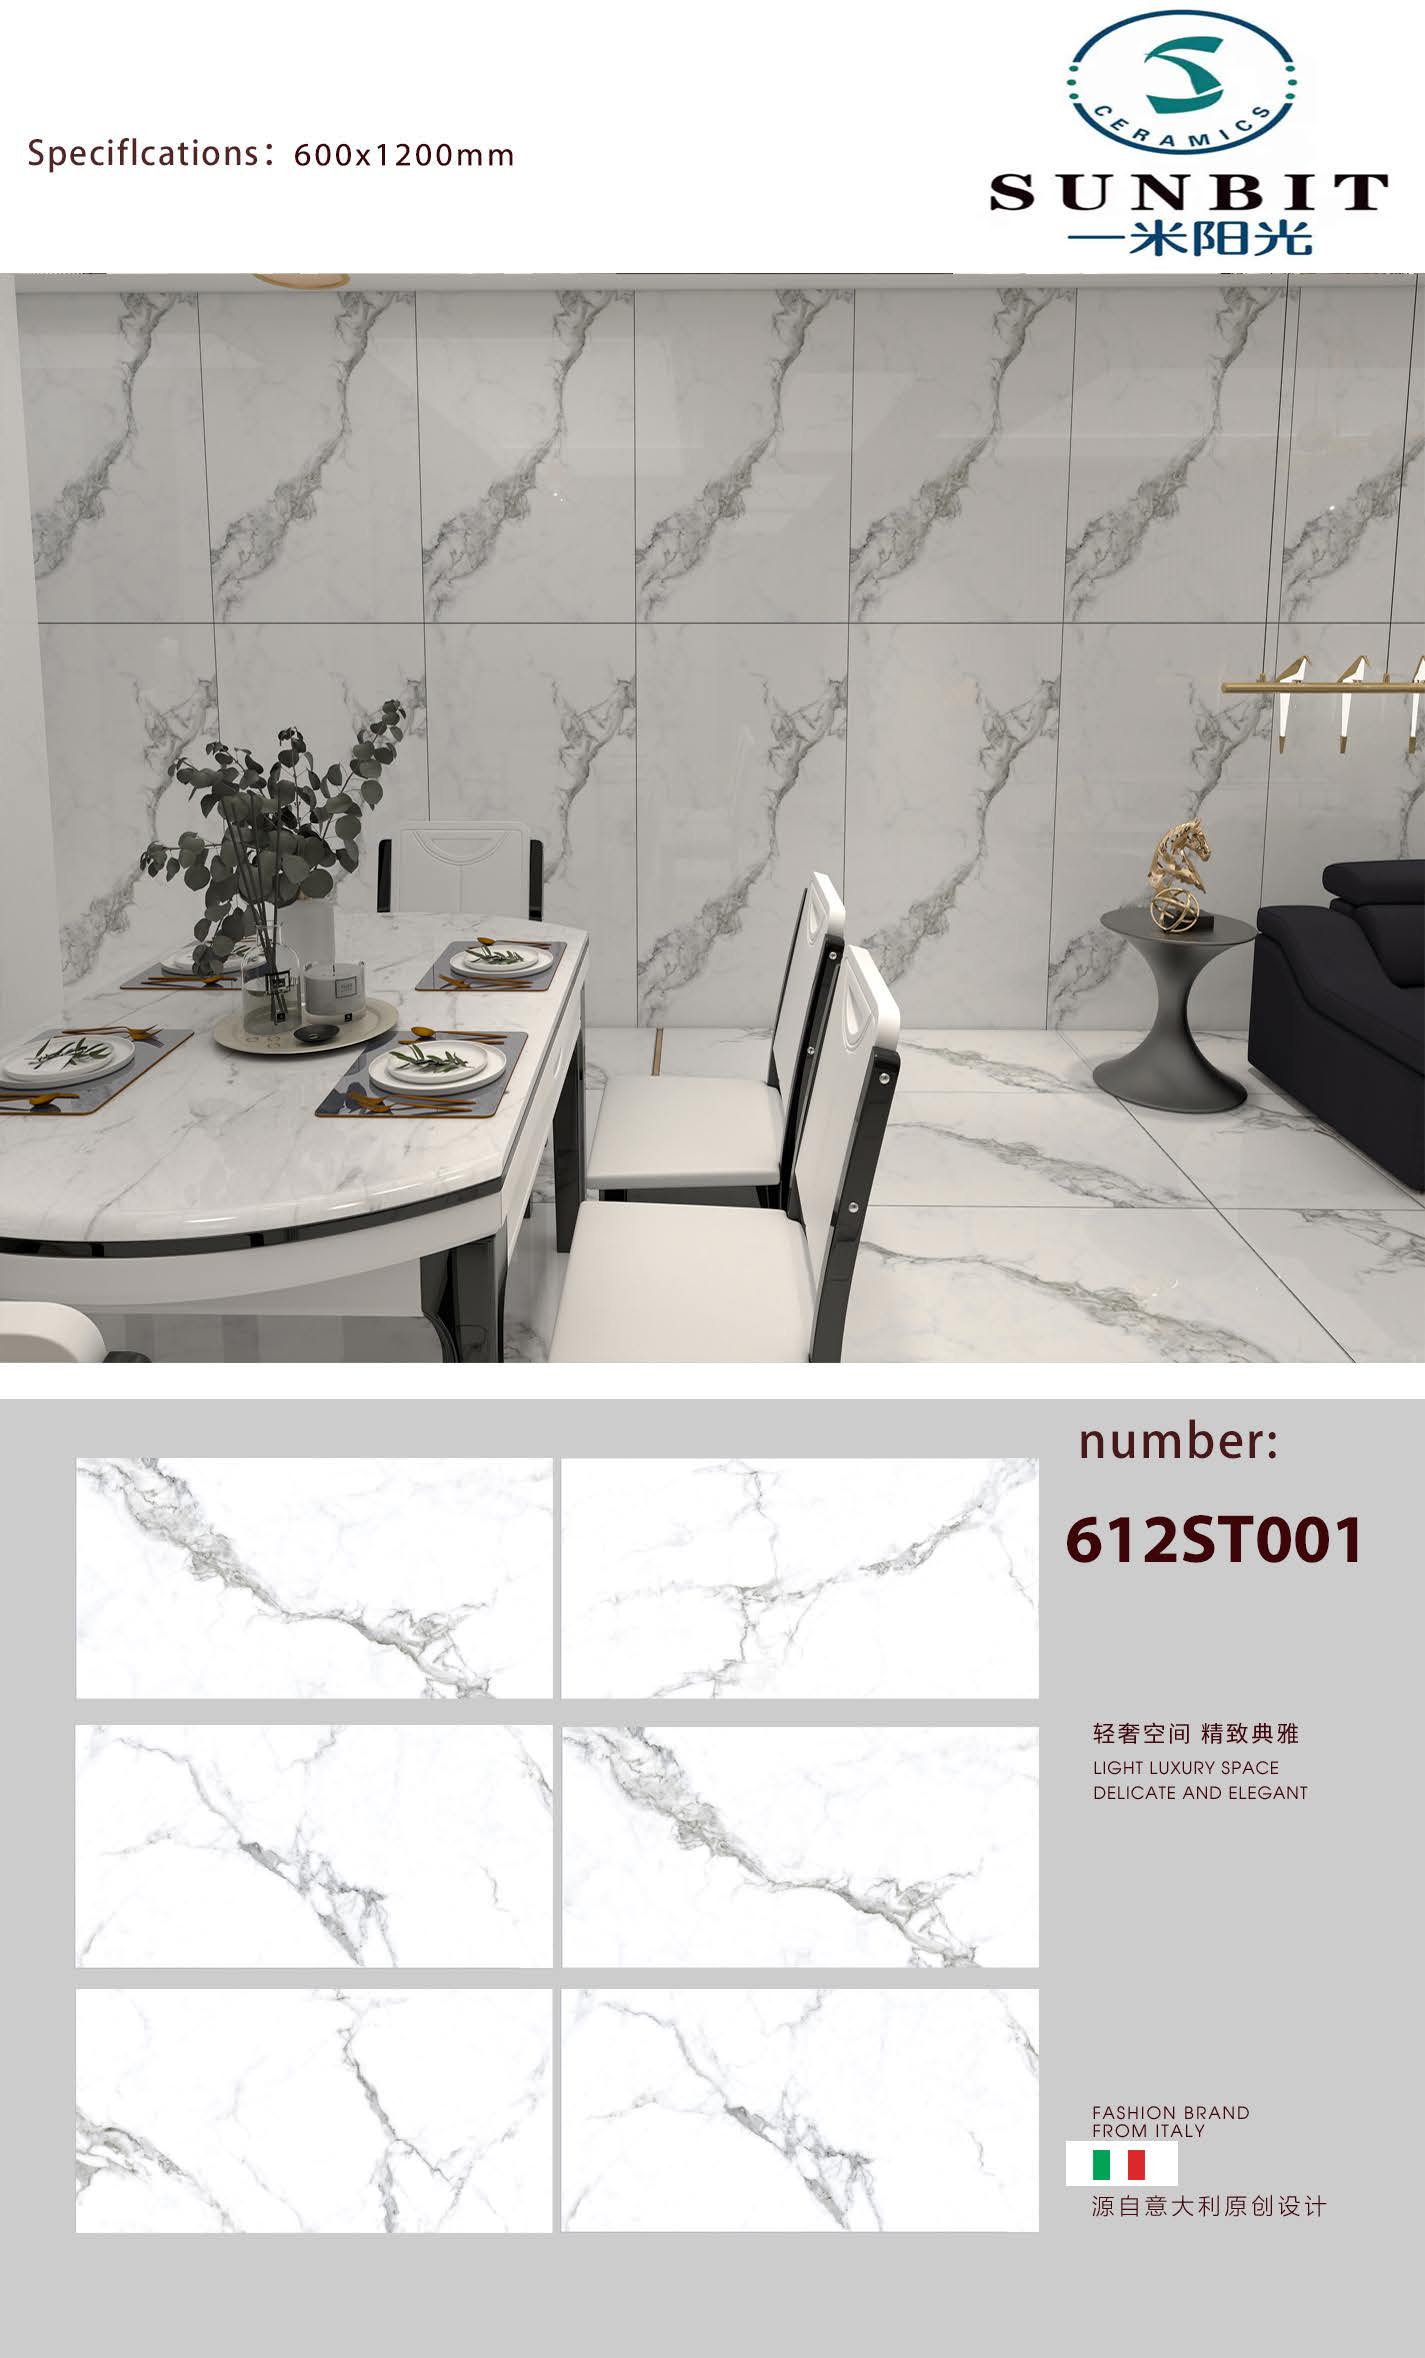 CERAMICS
SUNBIT
一米阳光
Speciflcations： 600x1200mm
number:
612ST001
轻奢空间 精致典雅
LIGHT LUXURY SPACE
DELICATE AND ELEGANT
FASHION BRAND
FROM ITALY
源自意大利原创设计